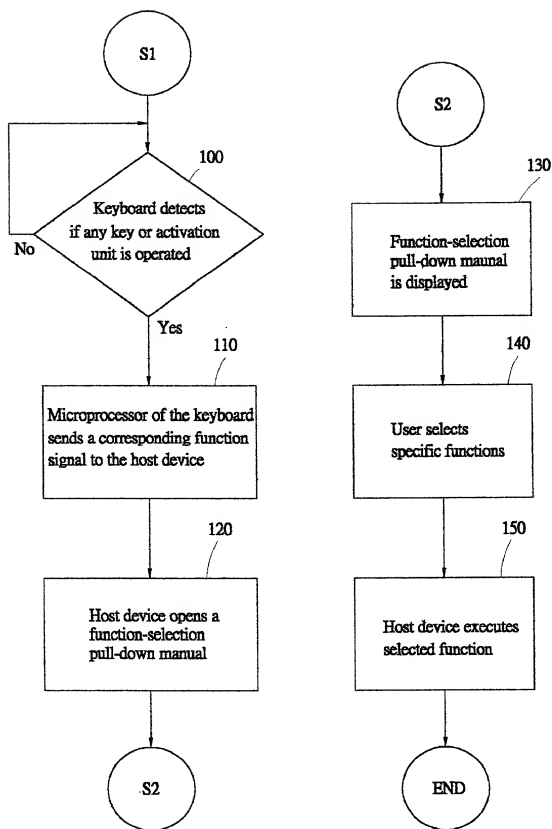 S1
100
Keyboard detects
if any key or activation
unit is operated
No
Yes
110
Microprocessor of the keyboard
sends a corresponding function
signal to the host device
120
Host device opens a
function-selection
pull-down manual
S2
S2
130
Function-selection
pull-down maunal
is displayed
140
User selects
specific functions
150
Host device executes
selected function
END